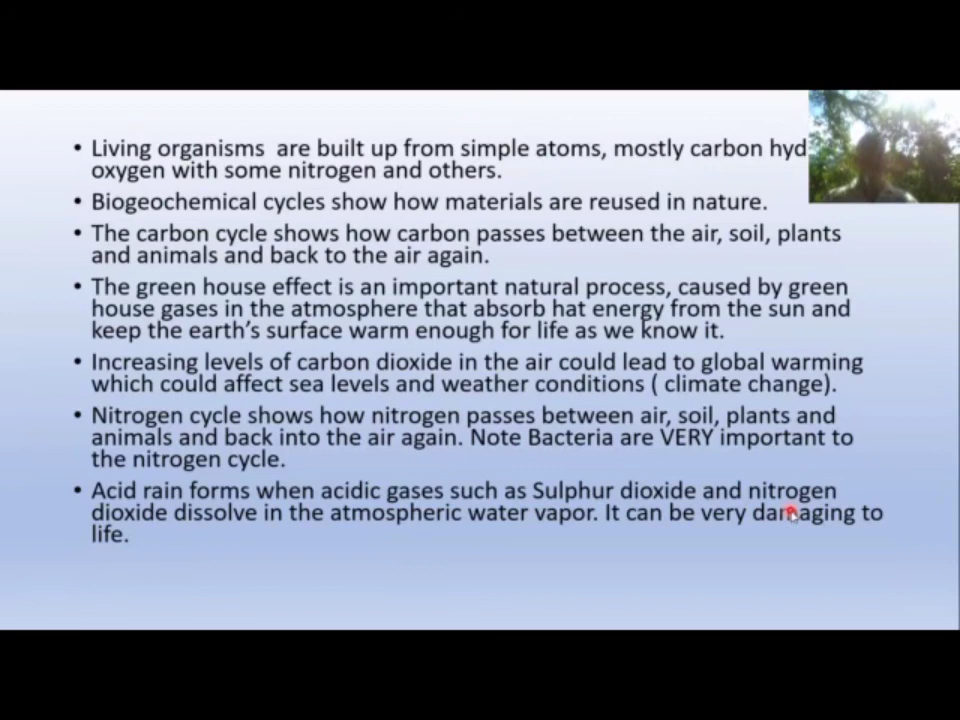 • Living organisms are built up from simple atoms, mostly carbon hyd
oxygen with some nitrogen and others.
• Biogeochemical cycles show how materials are reused in nature.
• The carbon cycle shows how carbon passes between the air, soil, plants
and animals and back to the air again.
• The green house effect is an important natural process, caused by green
house gases in the atmosphere that absorb hat energy from the sun and
keep the earth's surface warm enough for life as we know it.
• Increasing levels of carbon dioxide in the air could lead to global warming
which could affect sea levels and weather conditions ( climate change).
• Nitrogen cycle shows how nitrogen passes between air, soil, plants and
animals and back into the air again. Note Bacteria are VERY important to
the nitrogen cycle.
• Acid rain forms when acidic gases such as Sulphur dioxide and nitrogen
dioxide dissolve in the atmospheric water vapor. It can be very damaging to
life.